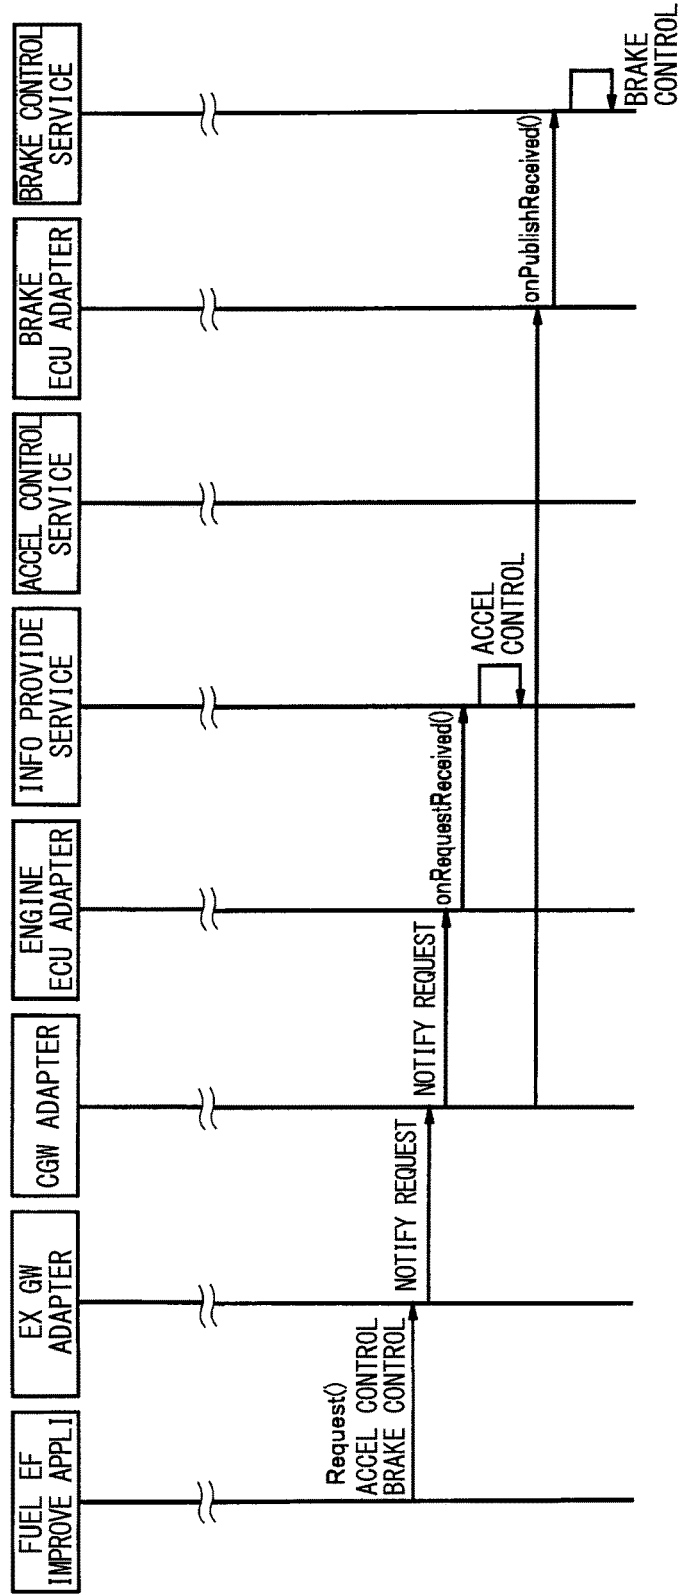 FUEL EF
IMPROVE APPLI
EX GW
ADAPTER
CGW ADAPTER
ENGINE
ECU ADAPTER
INFO PROVIDE
SERVICE
ACCEL CONTROL
SERVICE
BRAKE
ECU ADAPTER
BRAKE CONTROL
SERVICE
Request()
ACCEL CONTROL
BRAKE CONTROL
NOTIFY REQUEST
NOTIFY REQUEST
onRequestReceived()
ACCEL
CONTROL
onPublishReceived()
BRAKE
CONTROL